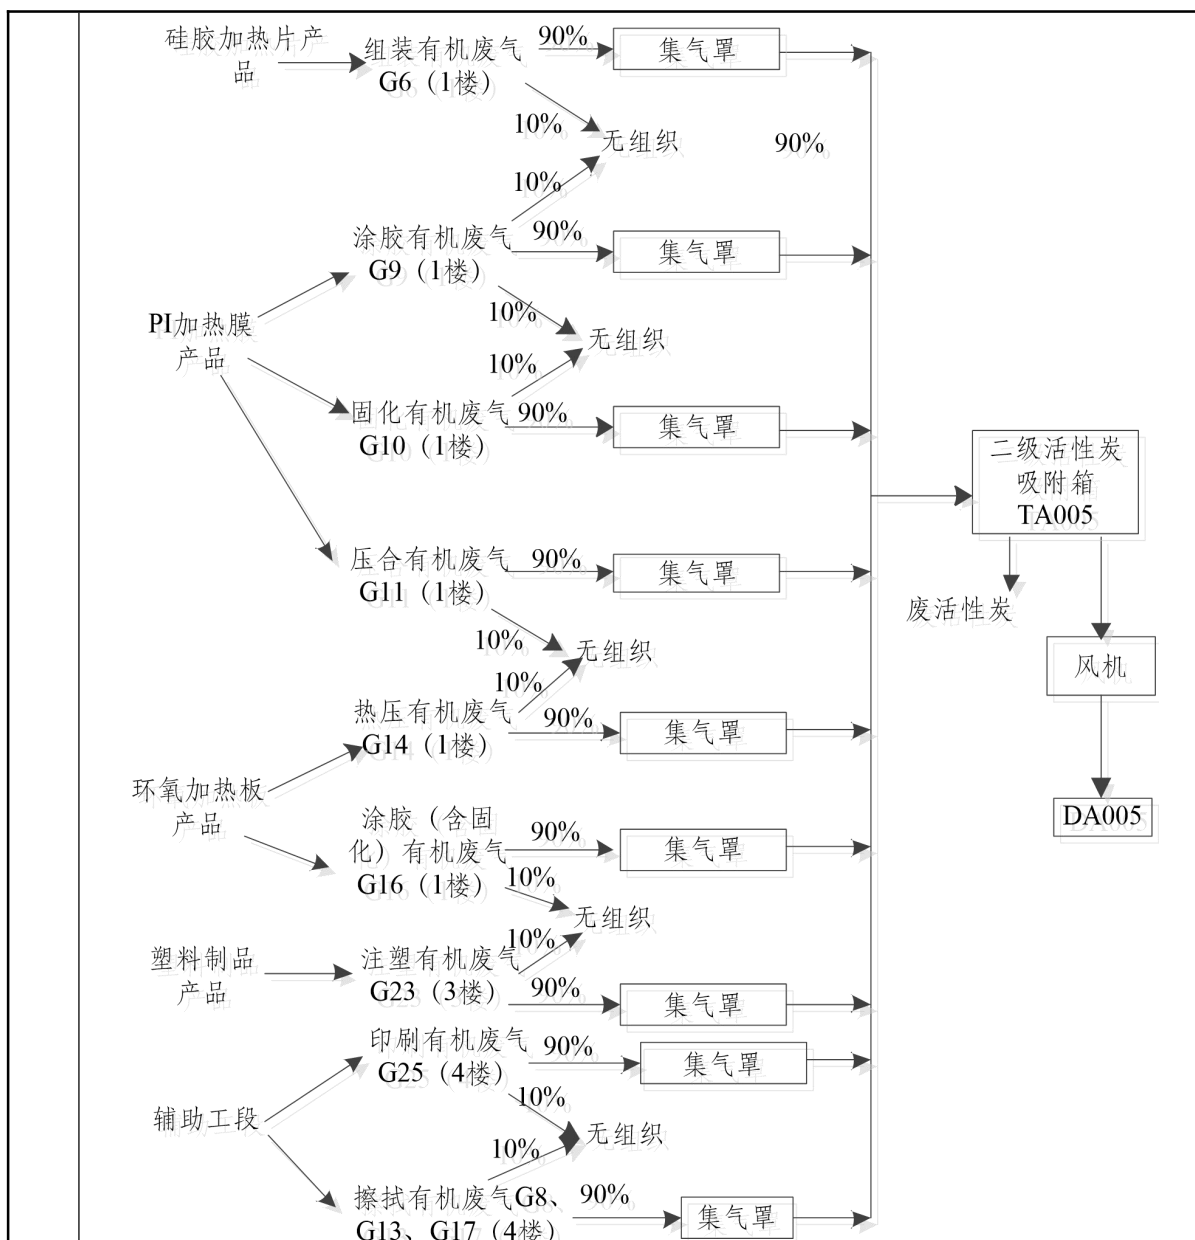 硅胶加热片产
品
组装有机废气
G6（1楼）
90%
集气罩
10%
无组织
90%
10%
涂胶有机废气
G9（1楼）
90%
集气罩
10%
PI加热膜
产品
无组织
10%
固化有机废气
G10（1楼）
90%
集气罩
二级活性炭
吸附箱
TA005
压合有机废气
G11（1楼）
90%
集气罩
废活性炭
10%
无组织
风机
10%
热压有机废气
G14（1楼）
90%
集气罩
环氧加热板
产品
DA005
涂胶（含固
化）有机废气
G16（1楼）
90%
集气罩
10%
无组织
10%
塑料制品
产品
注塑有机废气
G23（3楼）
90%
集气罩
印刷有机废气
G25（4楼）
90%
集气罩
10%
辅助工段
无组织
10%
擦拭有机废气G8、
G13、G17（4楼）
90%
集气罩